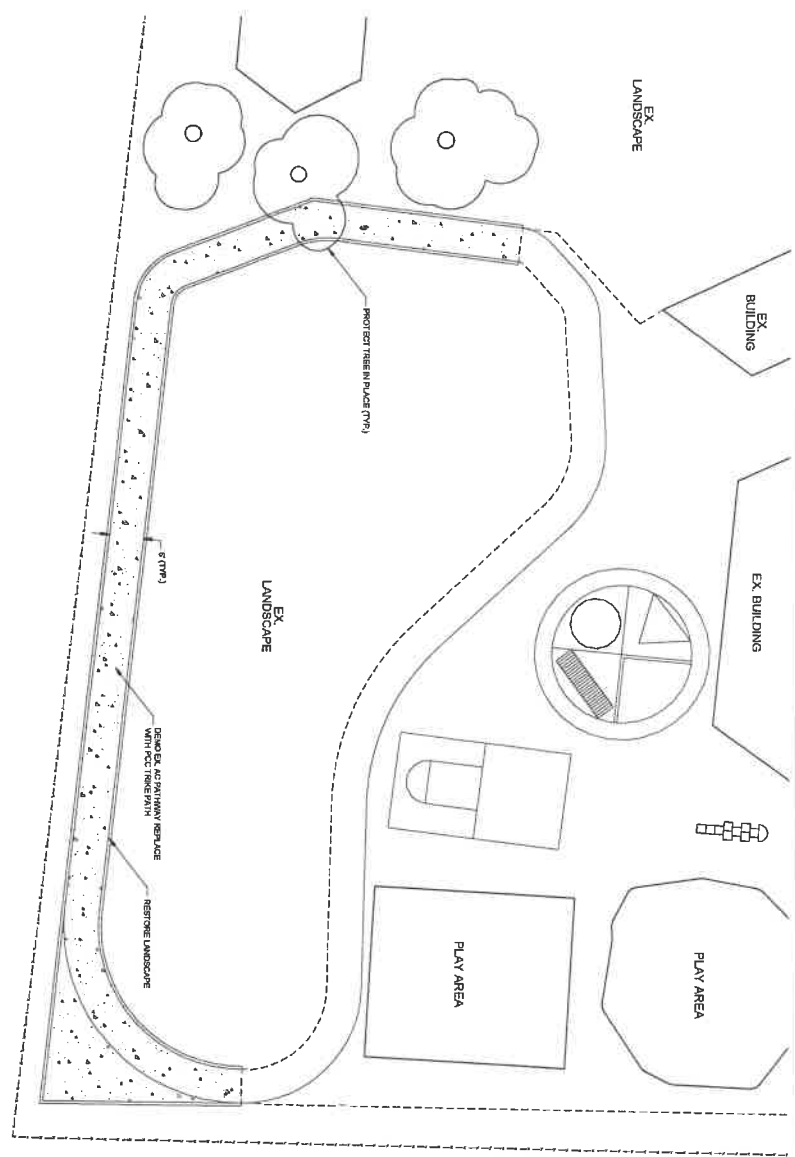 EX.
LANDSCAPE
EX.
BUILDING
PROTECT TREE IN PLACE (TYP.)
EX. BUILDING
6' (TYP.)
EX.
LANDSCAPE
DEMO EX. AC PATHWAY REPLACE
WITH PCC TRIKE PATH
RESTORE LANDSCAPE
PLAY AREA
PLAY AREA